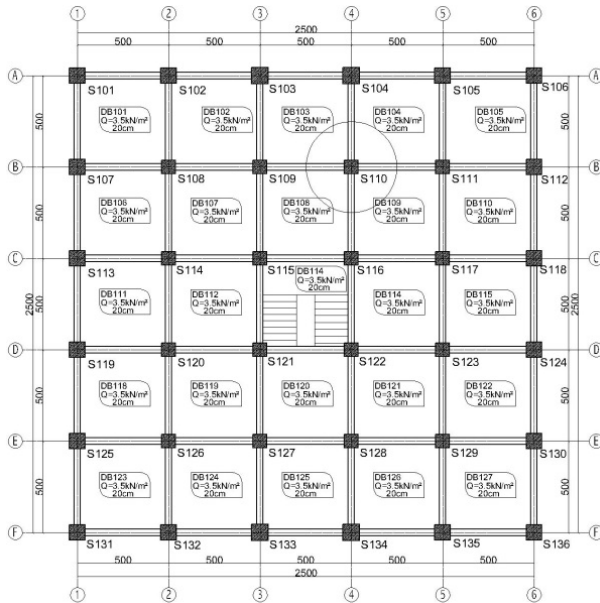 1 2 3 4 5 6
2500
500 500 500 500 500
A A
S101 S102 S103 S104 S105 S106
DB101 DB102 DB103 DB104 DB105
Q=3.5kN/m² Q=3.5kN/m² Q=3.5kN/m² Q=3.5kN/m² Q=3.5kN/m²
20cm 20cm 20cm 20cm 20cm
500 500
B B
S107 S108 S109 S110 S111 S112
DB106 DB107 DB108 DB109 DB110
Q=3.5kN/m² Q=3.5kN/m² Q=3.5kN/m² Q=3.5kN/m² Q=3.5kN/m²
20cm 20cm 20cm 20cm 20cm
500 500
C C
S113 S114 S115 S116 S117 S118
DB114
Q=3.5kN/m²
20cm
DB111 DB112 DB114 DB115
Q=3.5kN/m² Q=3.5kN/m² Q=3.5kN/m² Q=3.5kN/m²
20cm 20cm 20cm 20cm
2500 500 500 2500
D D
S119 S120 S121 S122 S123 S124
DB118 DB119 DB120 DB121 DB122
Q=3.5kN/m² Q=3.5kN/m² Q=3.5kN/m² Q=3.5kN/m² Q=3.5kN/m²
20cm 20cm 20cm 20cm 20cm
500 500
E E
S125 S126 S127 S128 S129 S130
DB123 DB124 DB125 DB126 DB127
Q=3.5kN/m² Q=3.5kN/m² Q=3.5kN/m² Q=3.5kN/m² Q=3.5kN/m²
20cm 20cm 20cm 20cm 20cm
500 500
F F
S131 S132 S133 S134 S135 S136
500 500 500 500 500
2500
1 2 3 4 5 6